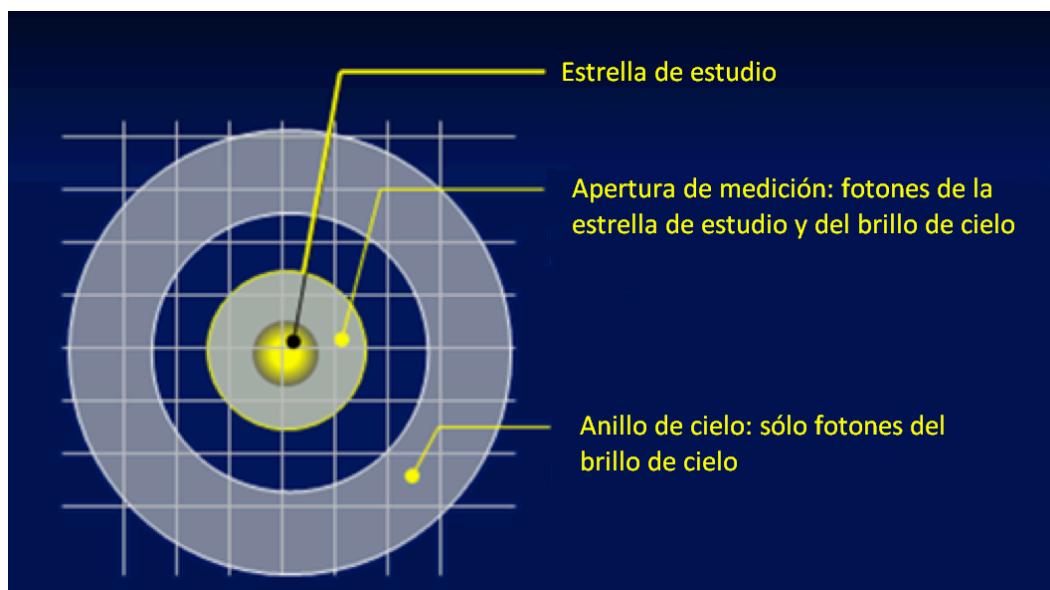 Estrella de estudio
Apertura de medición: fotones de la
estrella de estudio y del brillo de cielo
Anillo de cielo: sólo fotones del
brillo de cielo